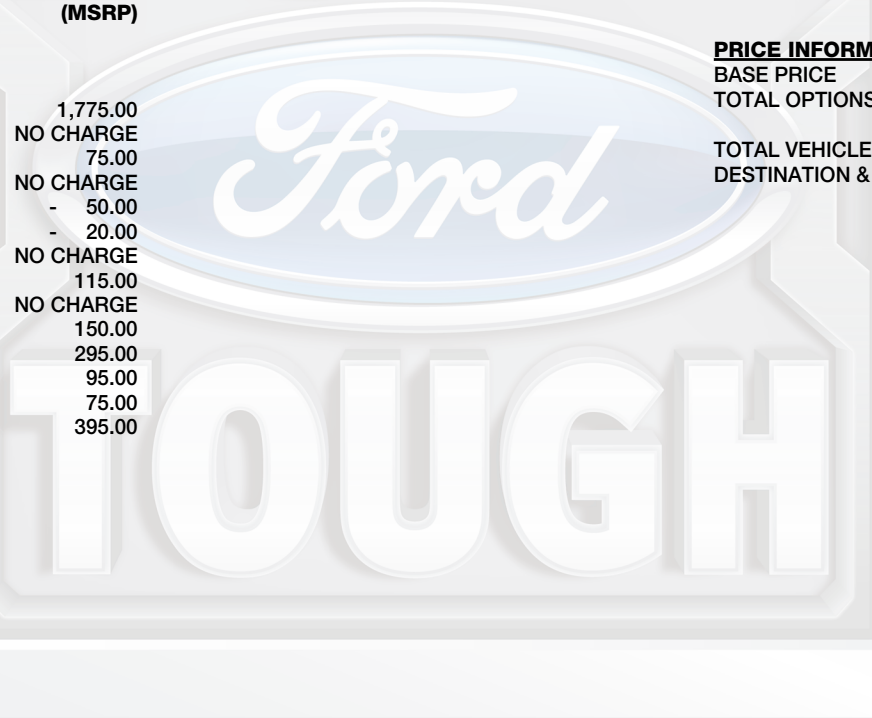 (MSRP)
1,775.00
NO CHARGE
75.00
NO CHARGE
- 50.00
- 20.00
NO CHARGE
115.00
NO CHARGE
150.00
295.00
95.00
75.00
395.00
PRICE INFORM
BASE PRICE
TOTAL OPTIONS
TOTAL VEHICLE
DESTINATION &
Ford
TOUGH